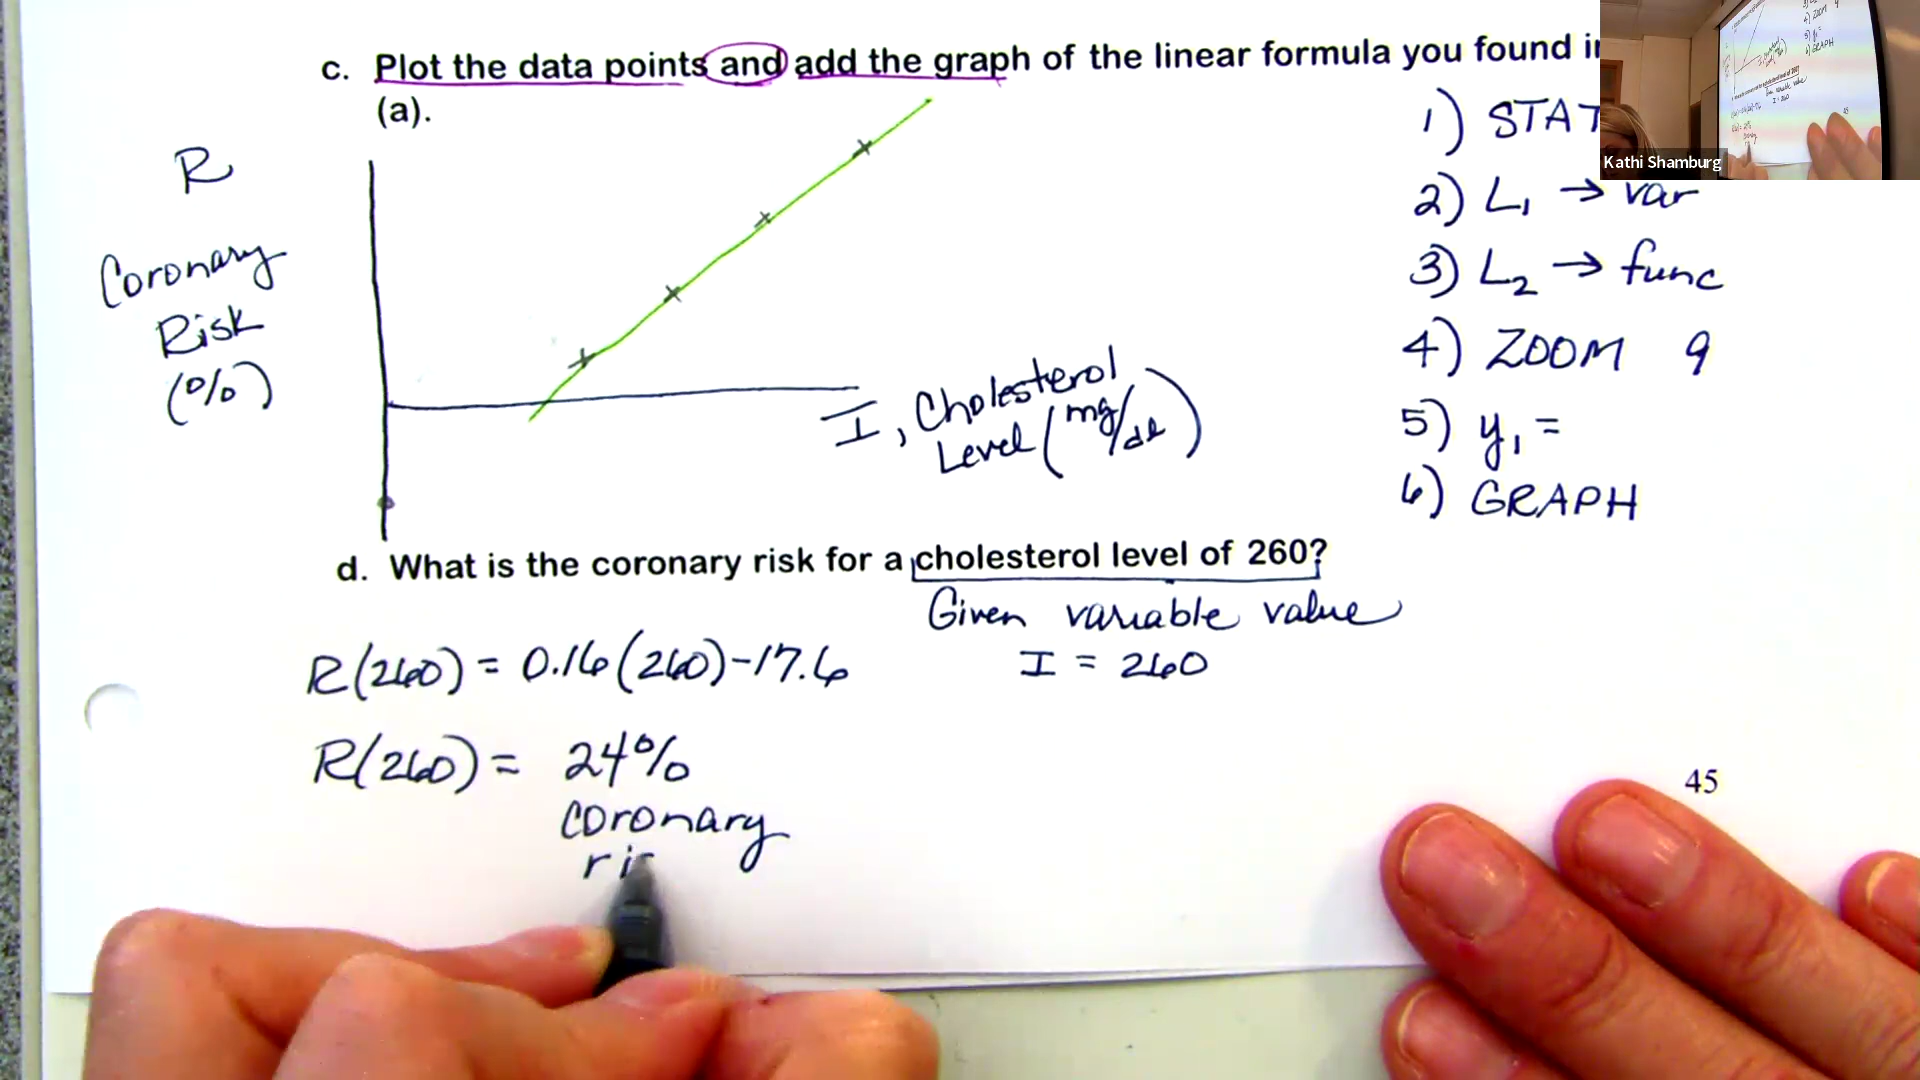 c. Plot the data points and add the graph of the linear formula you found
(a).
R
Coronary
Risk
(%)
I, Cholesterol
Level (mg/dl)
1) STAT
2) L1 → var
3) L2 → func
4) ZOOM 9
5) y1 =
6) GRAPH
Kathi Shamburg
d. What is the coronary risk for a cholesterol level of 260?
Given variable value
I = 260
R(260) = 0.16(260)-17.6
R(260) = 24%
coronary
ri
45